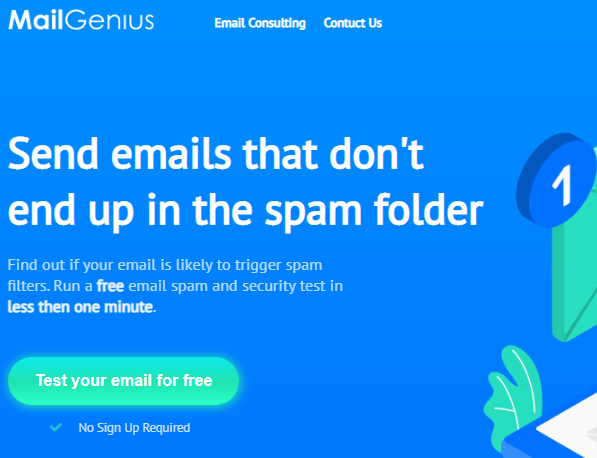 MailGenius
Email Consulting
Contuct Us
Send emails that don't
end up in the spam folder
Find out if your email is likely to trigger spam
filters. Run a free email spam and security test in
less then one minute.
1
Test your email for free
No Sign Up Required